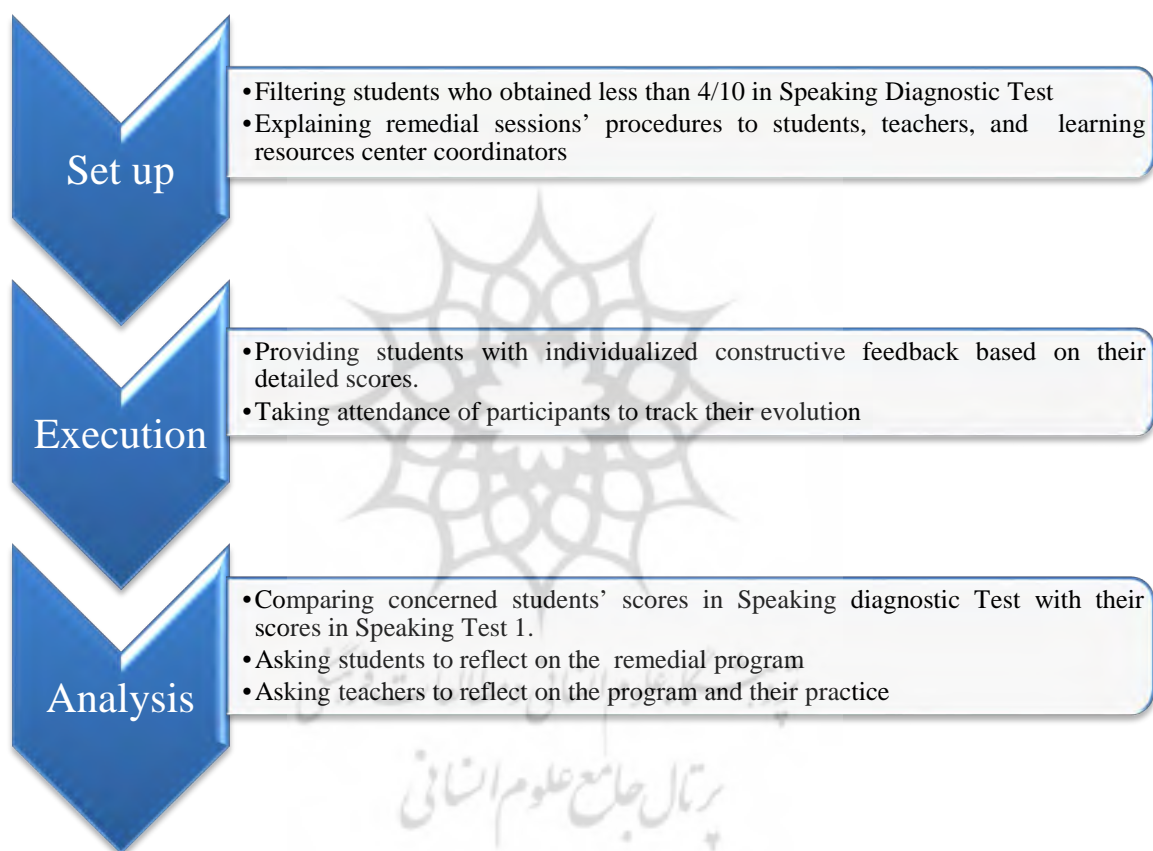 Set up
•Filtering students who obtained less than 4/10 in Speaking Diagnostic Test
•Explaining remedial sessions’ procedures to students, teachers, and learning
resources center coordinators
Execution
•Providing students with individualized constructive feedback based on their
detailed scores.
•Taking attendance of participants to track their evolution
Analysis
•Comparing concerned students’ scores in Speaking diagnostic Test with their
scores in Speaking Test 1.
•Asking students to reflect on the remedial program
•Asking teachers to reflect on the program and their practice
پرتال جامع علوم انسانی